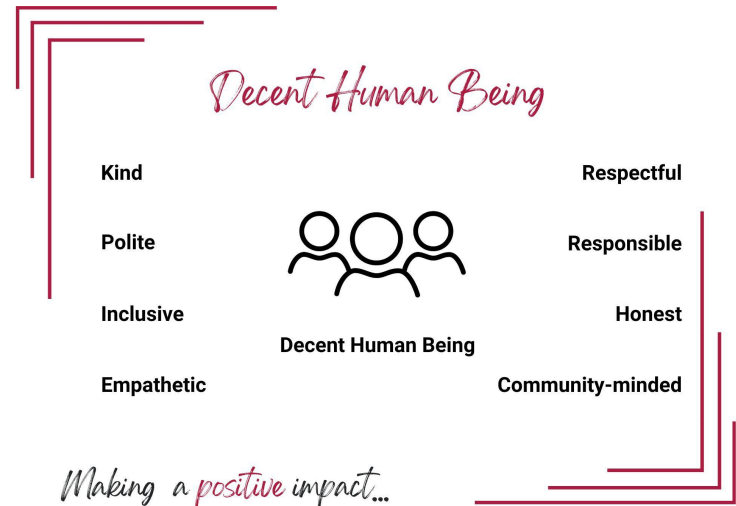 Decent Human Being
Kind
Respectful
Polite
Responsible
Inclusive
Honest
Decent Human Being
Empathetic
Community-minded
Making a positive impact...